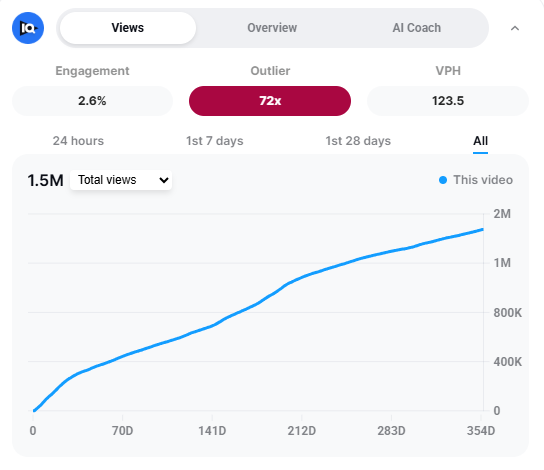 IQ
Views Overview AI Coach
Engagement Outlier VPH
2.6% 72x 123.5
24 hours 1st 7 days 1st 28 days All
1.5M Total views This video
2M
1M
800K
400K
0
0 70D 141D 212D 283D 354D